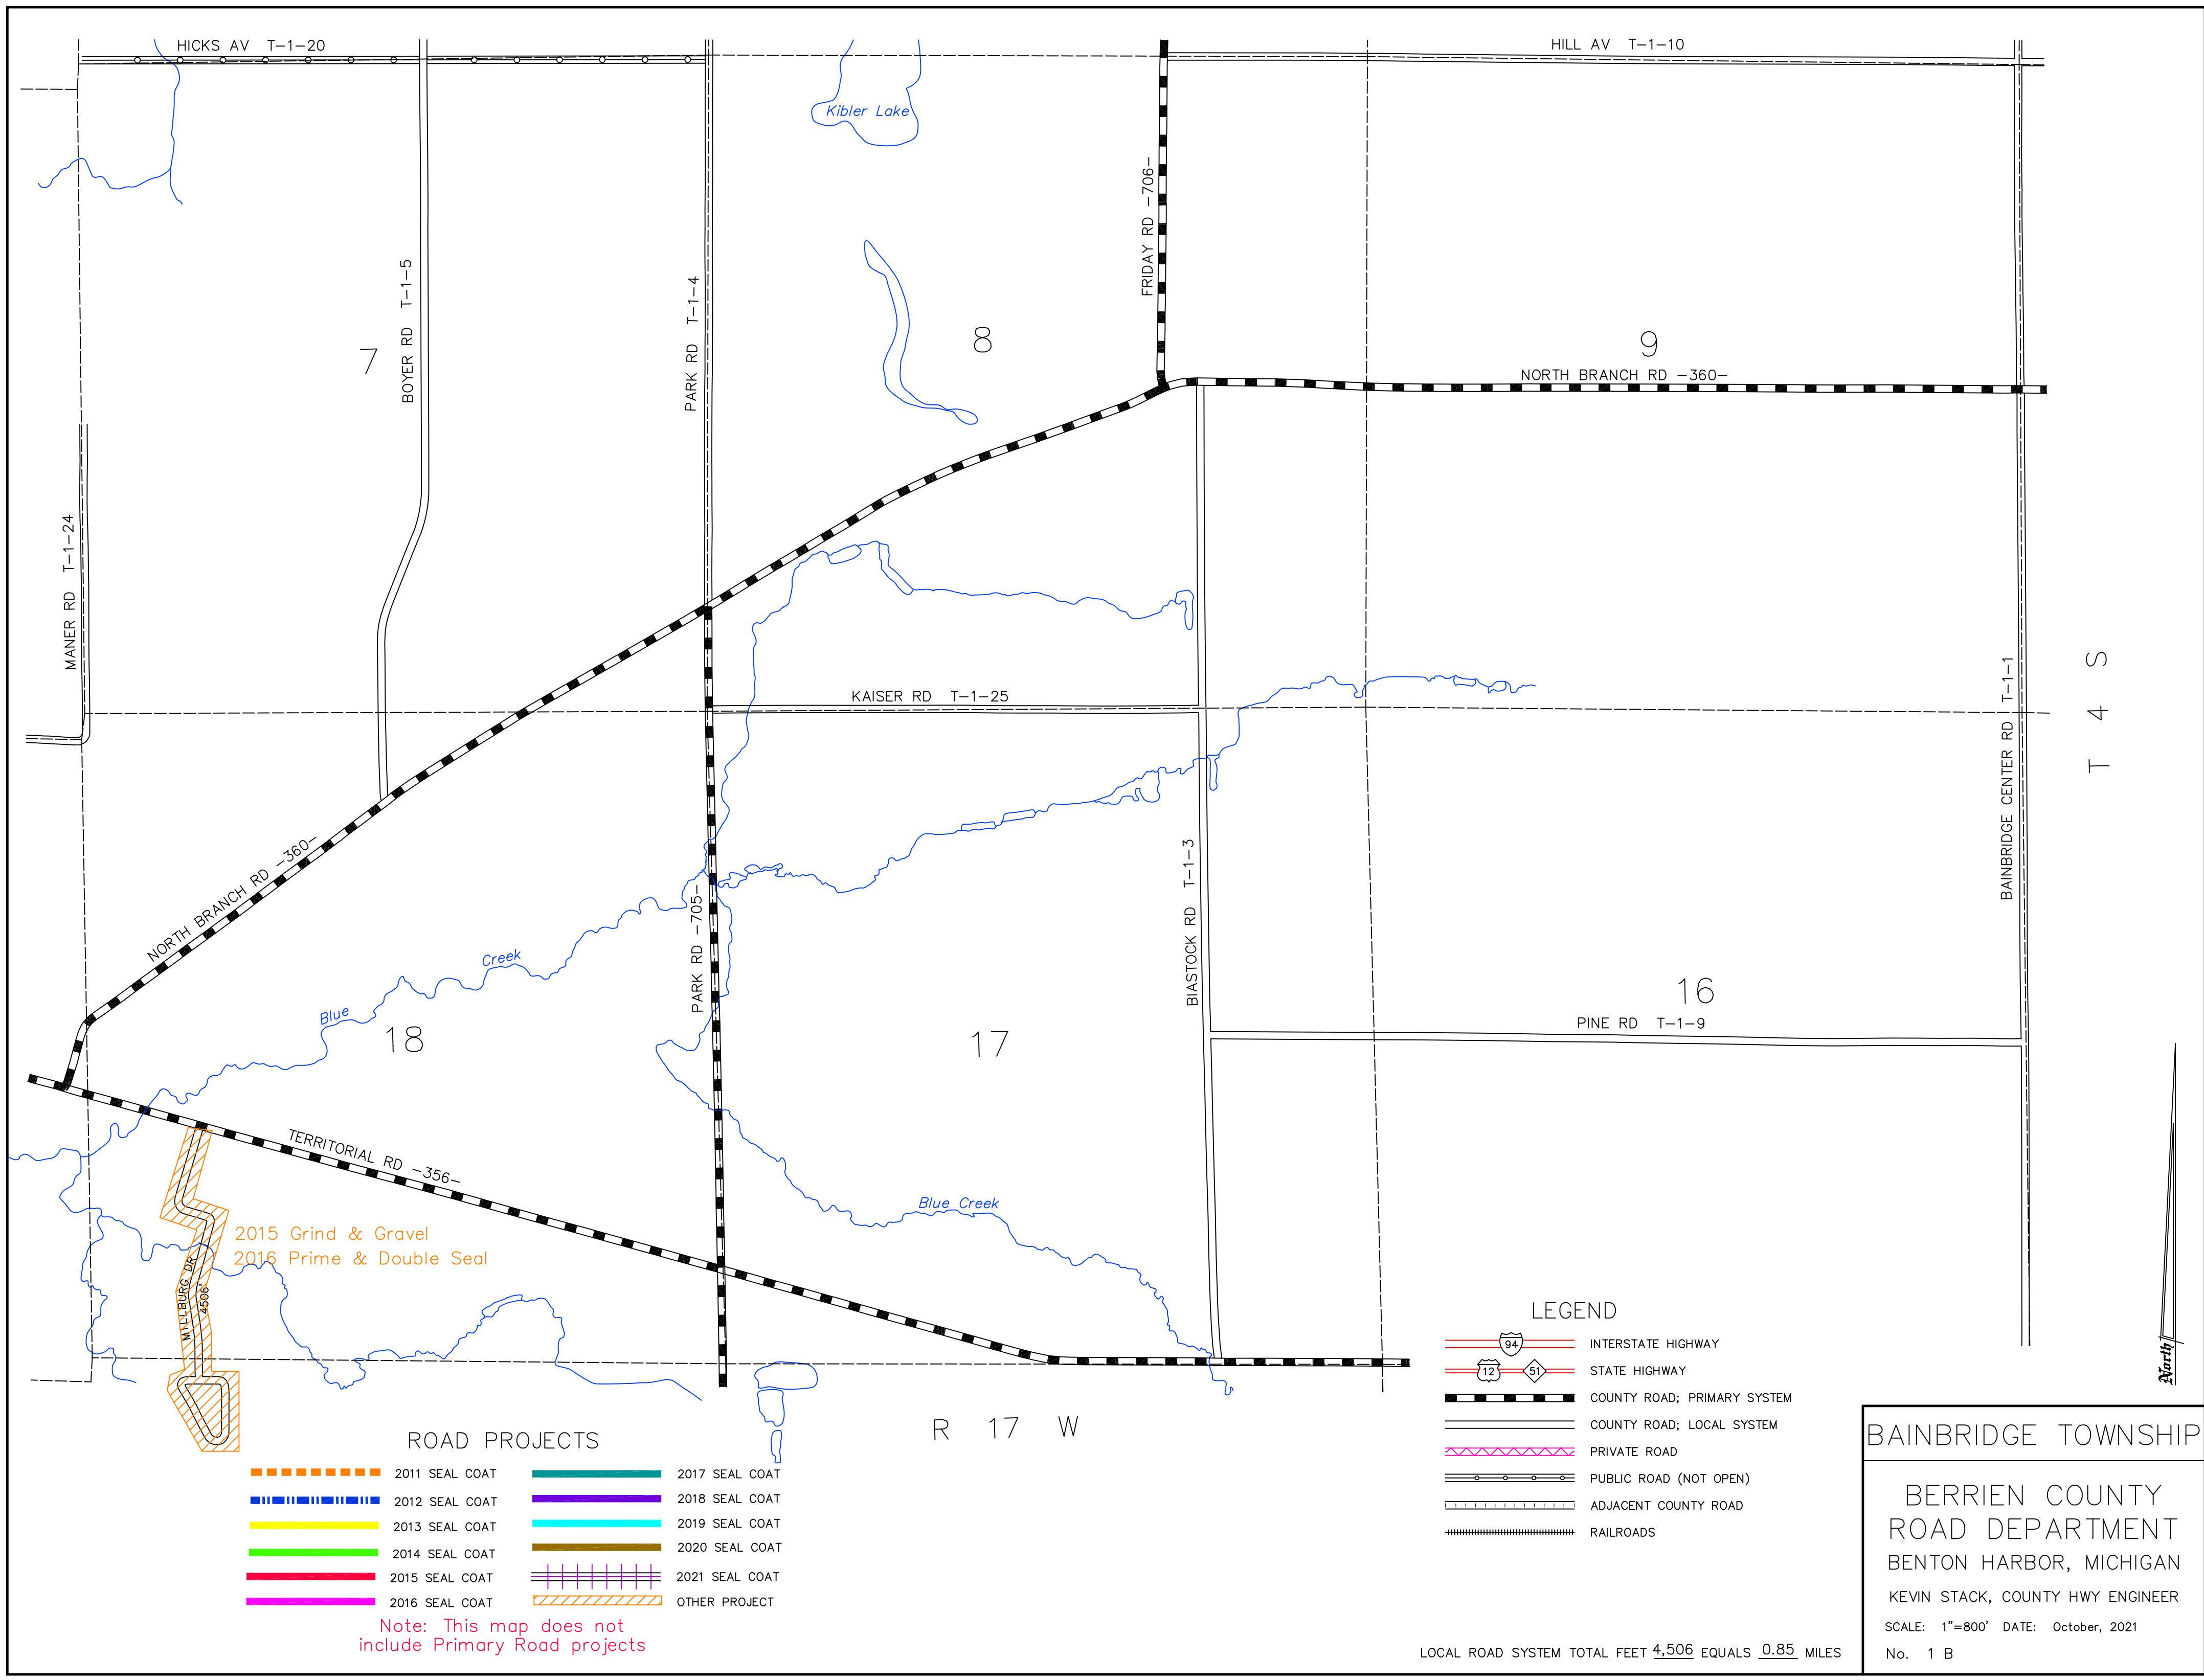 HICKS AV T-1-20
HILL AV T-1-10
Kibler Lake
FRIDAY RD -706-
BOYER RD T-1-5
PARK RD T-1-4
7
8
9
NORTH BRANCH RD -360-
MANER RD T-1-24
KAISER RD T-1-25
BAINBRIDGE CENTER RD T-1-1
T 4 S
NORTH BRANCH RD -360-
PARK RD -705-
BIASTOCK RD T-1-3
Creek
Blue
18
17
16
PINE RD T-1-9
TERRITORIAL RD -356-
Blue Creek
2015 Grind & Gravel
2016 Prime & Double Seal
MILLBURG DR
4506'
R 17 W
North
LEGEND
94
INTERSTATE HIGHWAY
12 51
STATE HIGHWAY
COUNTY ROAD; PRIMARY SYSTEM
COUNTY ROAD; LOCAL SYSTEM
PRIVATE ROAD
PUBLIC ROAD (NOT OPEN)
ADJACENT COUNTY ROAD
RAILROADS
ROAD PROJECTS
2011 SEAL COAT
2012 SEAL COAT
2013 SEAL COAT
2014 SEAL COAT
2015 SEAL COAT
2016 SEAL COAT
2017 SEAL COAT
2018 SEAL COAT
2019 SEAL COAT
2020 SEAL COAT
2021 SEAL COAT
OTHER PROJECT
Note: This map does not
include Primary Road projects
LOCAL ROAD SYSTEM TOTAL FEET 4,506 EQUALS 0.85 MILES
BAINBRIDGE TOWNSHIP
BERRIEN COUNTY
ROAD DEPARTMENT
BENTON HARBOR, MICHIGAN
KEVIN STACK, COUNTY HWY ENGINEER
SCALE: 1"=800' DATE: October, 2021
No. 1 B